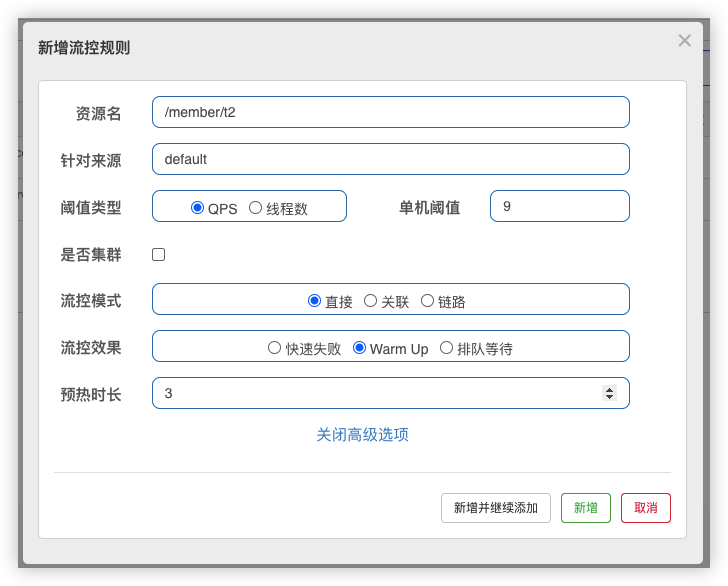 新增流控规则
资源名 /member/t2
针对来源 default
阈值类型 QPS 线程数 单机阈值 9
是否集群
流控模式 直接 关联 链路
流控效果 快速失败 Warm Up 排队等待
预热时长 3
关闭高级选项
新增并继续添加 新增 取消